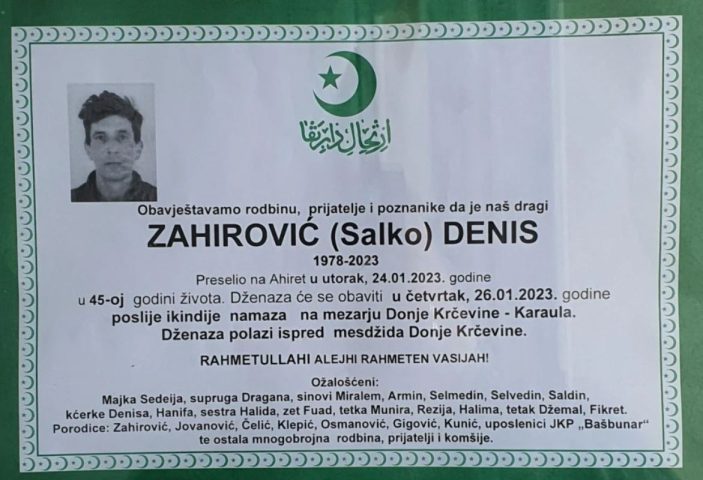 ارتحال دار بقا
Obavještavamo rodbinu, prijatelje i poznanike da je naš dragi
ZAHIROVIĆ (Salko) DENIS
1978-2023
Preselio na Ahiret u utorak, 24.01.2023. godine
u 45-oj godini života. Dženaza će se obaviti u četvrtak, 26.01.2023. godine
poslije ikindije namaza na mezarju Donje Krčevine - Karaula.
Dženaza polazi ispred mesdžida Donje Krčevine.
RAHMETULLAHI ALEJHI RAHMETEN VASIJAH!
Ožalošćeni:
Majka Sedeija, supruga Dragana, sinovi Miralem, Armin, Selmedin, Selvedin, Saldin,
kćerke Denisa, Hanifa, sestra Halida, zet Fuad, tetka Munira, Rezija, Halima, tetak Džemal, Fikret.
Porodice: Zahirović, Jovanović, Čelić, Klepić, Osmanović, Gigović, Kunić, uposlenici JKP „Bašbunar“
te ostala mnogobrojna rodbina, prijatelji i komšije.